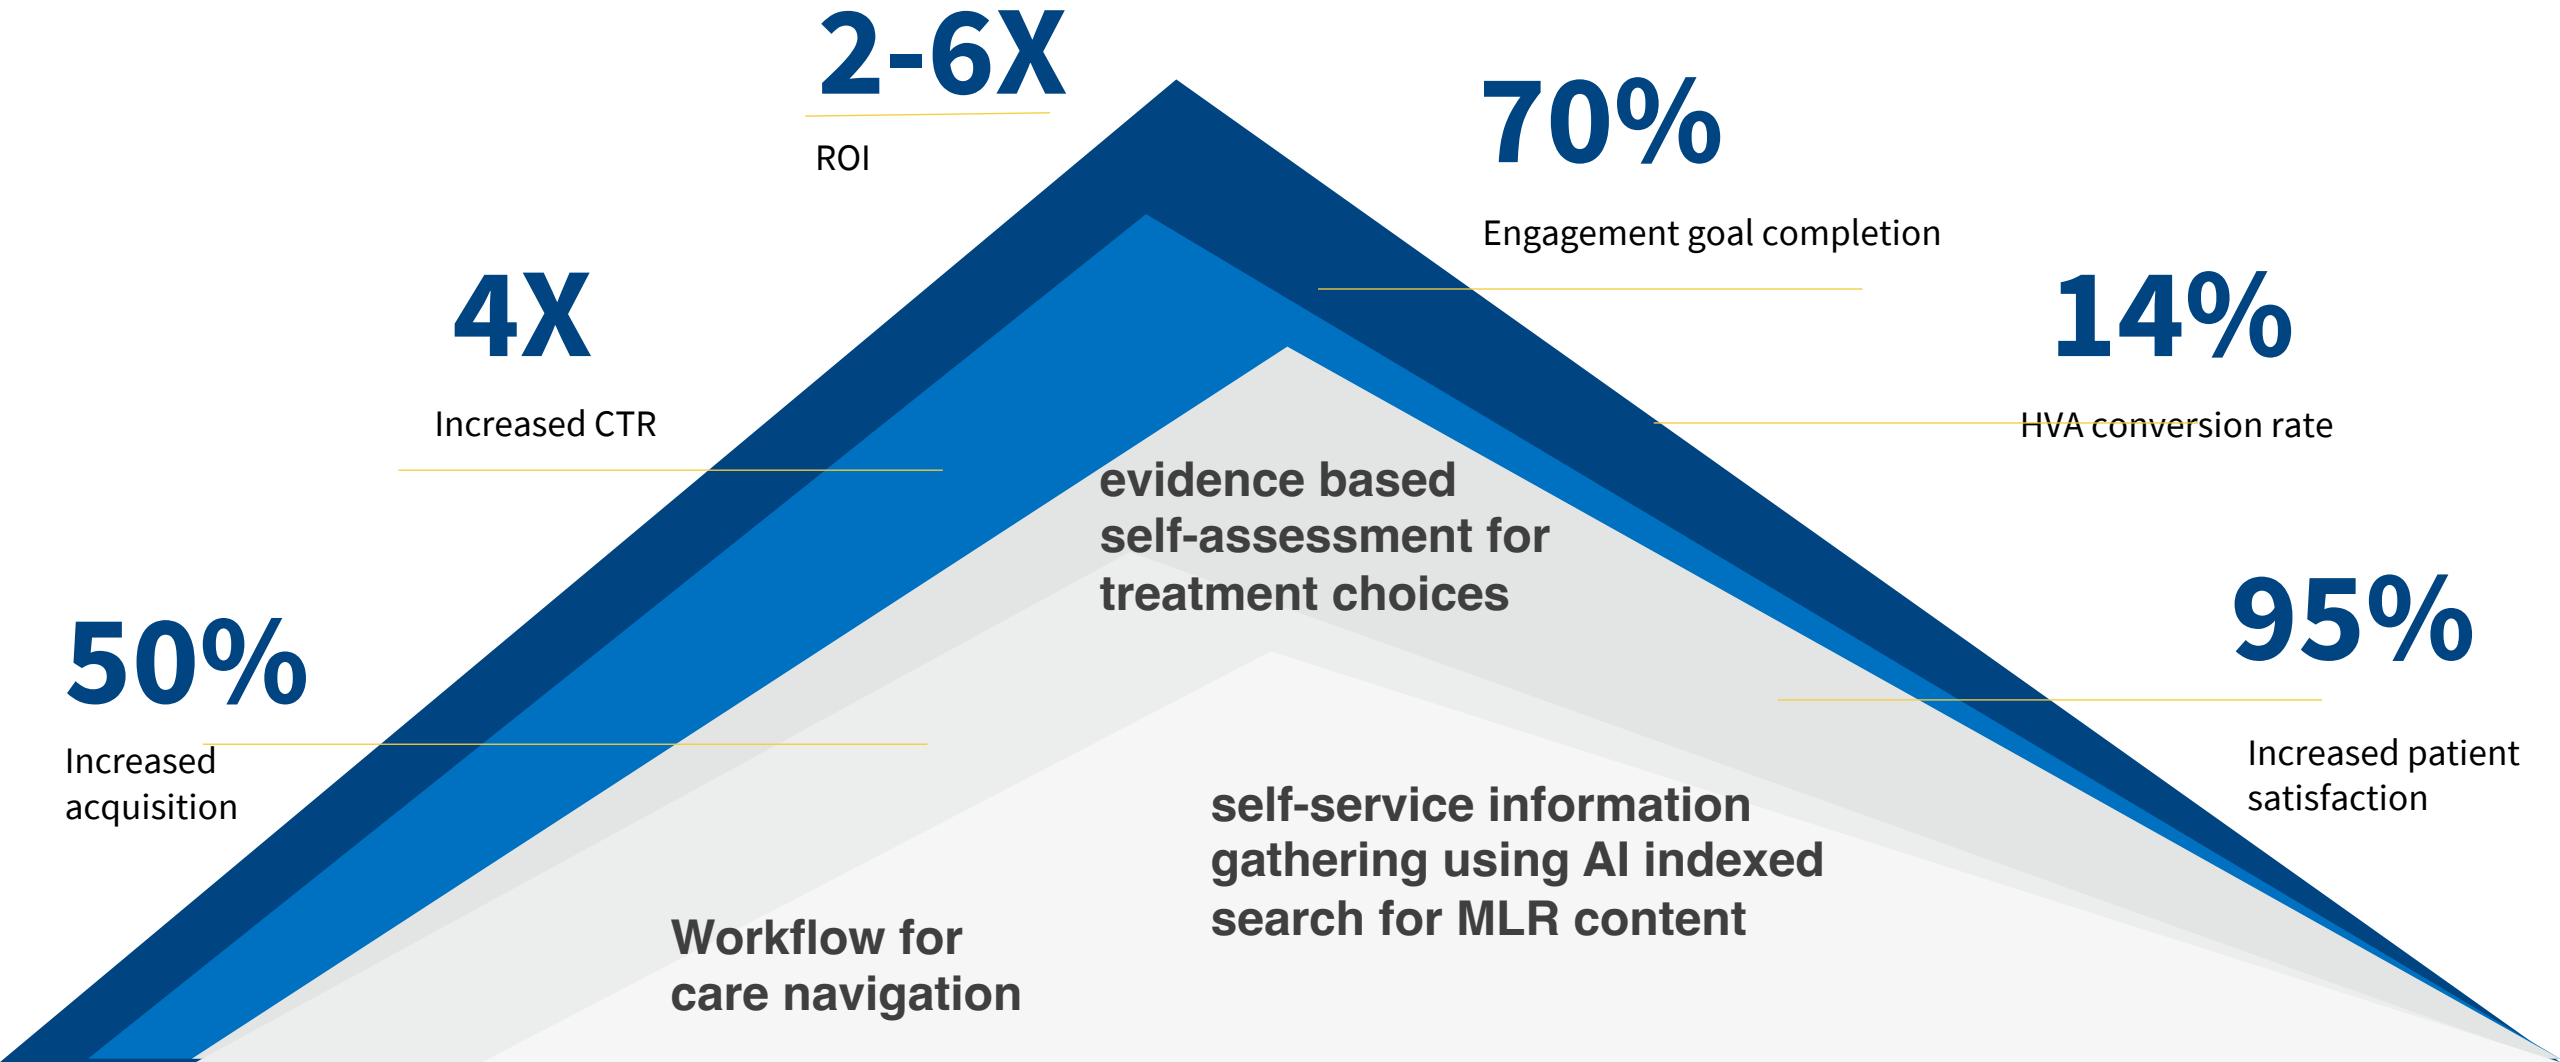 2-6X
ROI
70%
Engagement goal completion
4X
Increased CTR
14%
HVA conversion rate
evidence based
self-assessment for
treatment choices
50%
Increased
acquisition
95%
Increased patient
satisfaction
self-service information
gathering using AI indexed
search for MLR content
Workflow for
care navigation